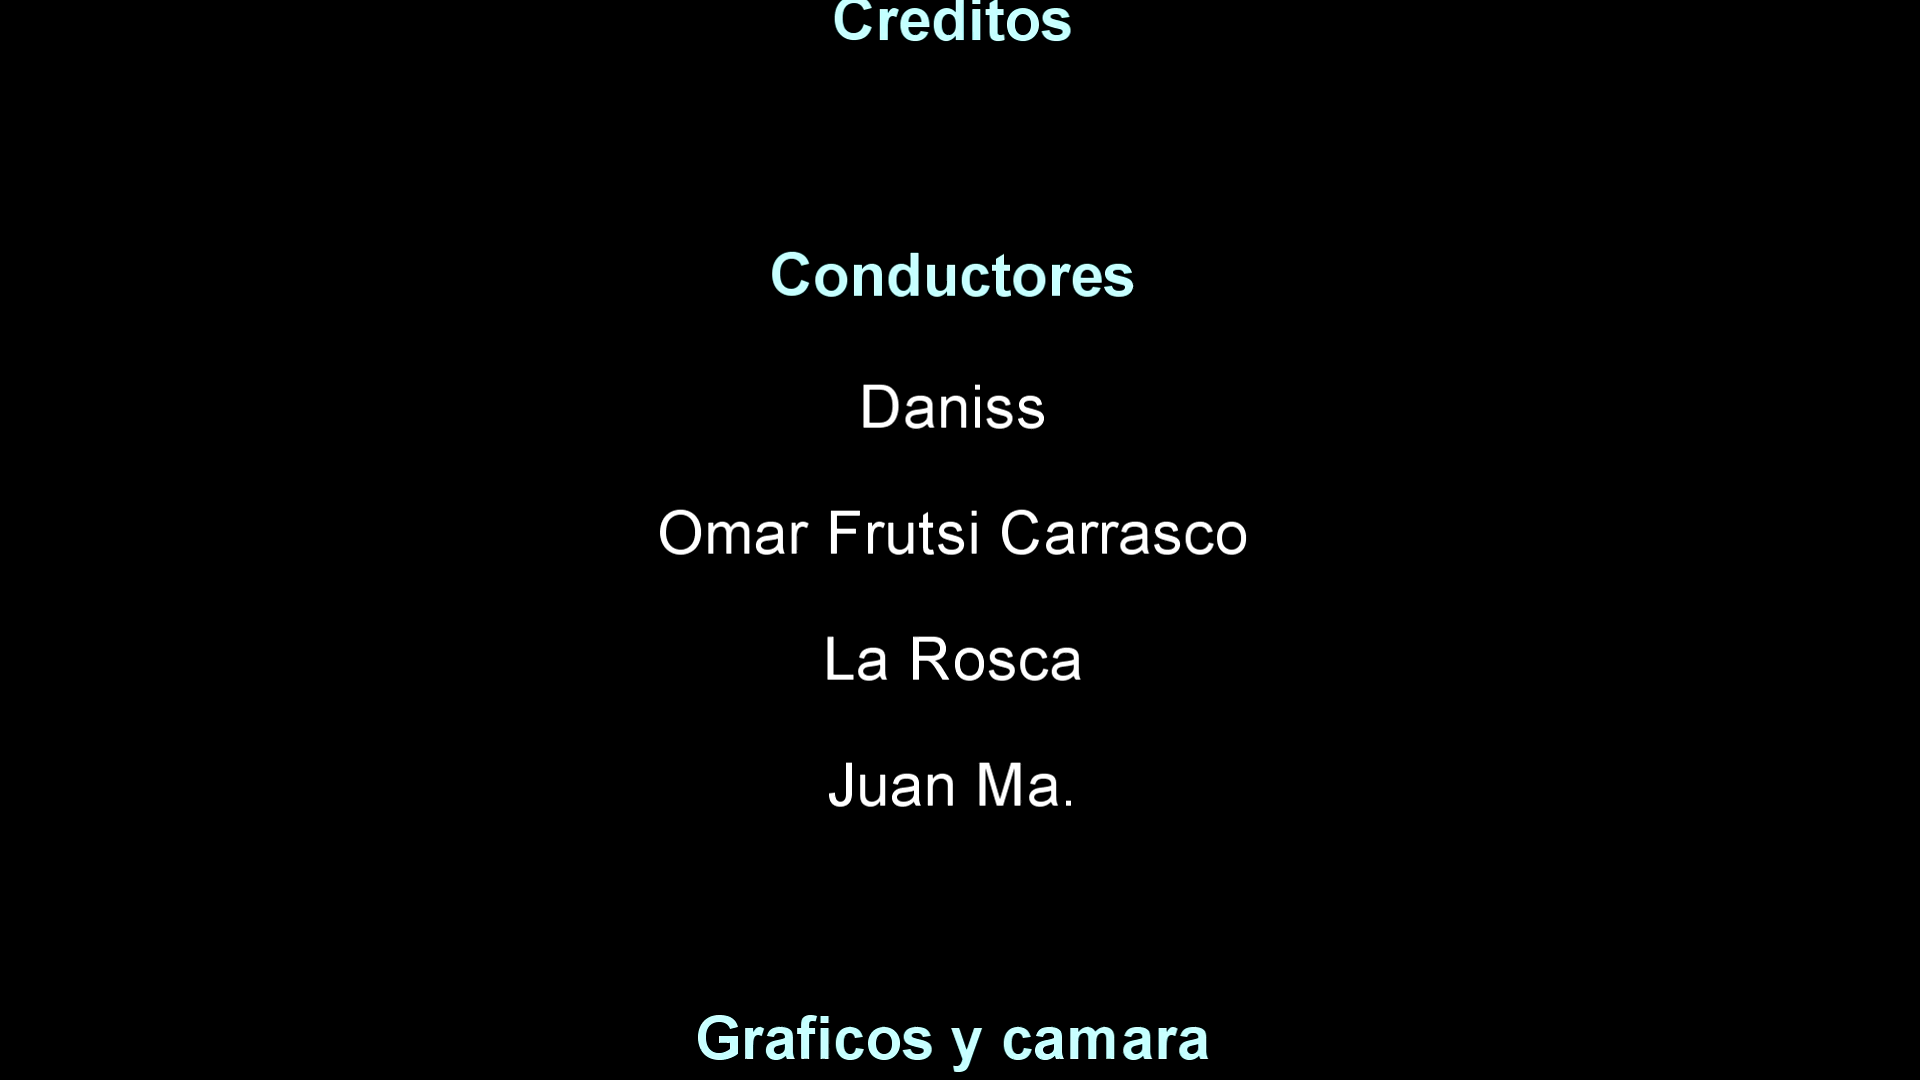 Creditos
Conductores
Daniss
Omar Frutsi Carrasco
La Rosca
Juan Ma.
Graficos y camara